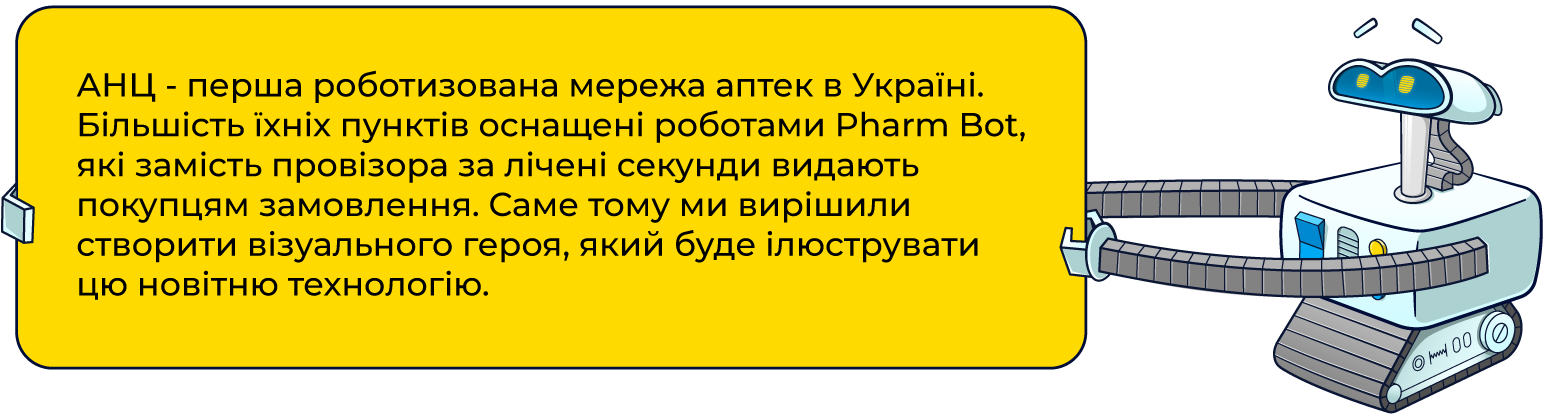 АНЦ - перша роботизована мережа аптек в Україні.
Більшість їхніх пунктів оснащені роботами Pharm Bot,
які замість провізора за лічені секунди видають
покупцям замовлення. Саме тому ми вирішили
створити візуального героя, який буде ілюструвати
цю новітню технологію.